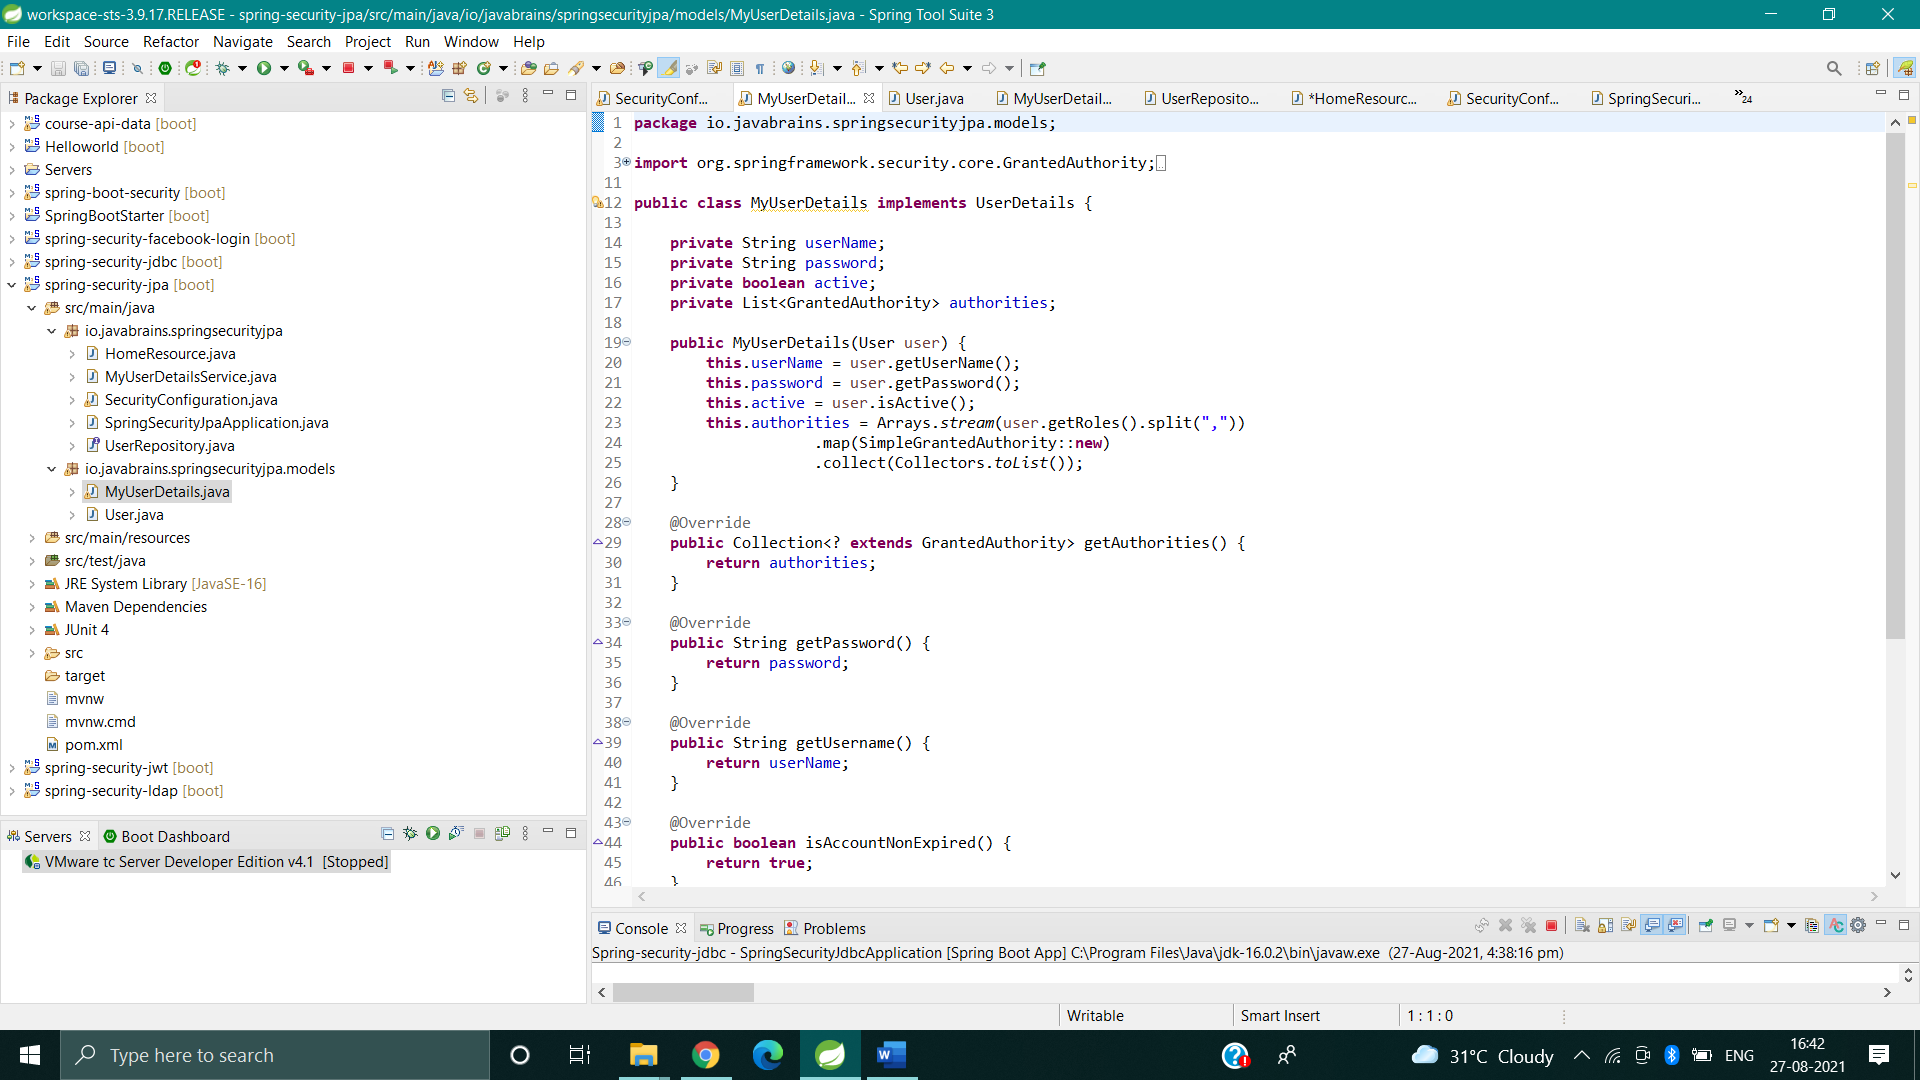 workspace-sts-3.9.17.RELEASE - spring-security-jpa/src/main/java/io/javabrains/springsecurityjpa/models/MyUserDetails.java - Spring Tool Suite 3
File Edit Source Refactor Navigate Search Project Run Window Help
Package Explorer
course-api-data [boot]
Helloworld [boot]
Servers
spring-boot-security [boot]
SpringBootStarter [boot]
spring-security-facebook-login [boot]
spring-security-jdbc [boot]
spring-security-jpa [boot]
src/main/java
io.javabrains.springsecurityjpa
HomeResource.java
MyUserDetailsService.java
SecurityConfiguration.java
SpringSecurityJpaApplication.java
UserRepository.java
io.javabrains.springsecurityjpa.models
MyUserDetails.java
User.java
src/main/resources
src/test/java
JRE System Library [JavaSE-16]
Maven Dependencies
JUnit 4
src
target
mvnw
mvnw.cmd
pom.xml
spring-security-jwt [boot]
spring-security-ldap [boot]
Servers Boot Dashboard
VMware tc Server Developer Edition v4.1 [Stopped]
SecurityConf... MyUserDetail... User.java MyUserDetail... UserReposito... *HomeResourc... SecurityConf... SpringSecuri... »24
1 package io.javabrains.springsecurityjpa.models;
2
3 import org.springframework.security.core.GrantedAuthority;
11
12 public class MyUserDetails implements UserDetails {
13
14 private String userName;
15 private String password;
16 private boolean active;
17 private List<GrantedAuthority> authorities;
18
19 public MyUserDetails(User user) {
20 this.userName = user.getUserName();
21 this.password = user.getPassword();
22 this.active = user.isActive();
23 this.authorities = Arrays.stream(user.getRoles().split(","))
24 .map(SimpleGrantedAuthority::new)
25 .collect(Collectors.toList());
26 }
27
28 @Override
29 public Collection<? extends GrantedAuthority> getAuthorities() {
30 return authorities;
31 }
32
33 @Override
34 public String getPassword() {
35 return password;
36 }
37
38 @Override
39 public String getUsername() {
40 return userName;
41 }
42
43 @Override
44 public boolean isAccountNonExpired() {
45 return true;
46 }
Console Progress Problems
Spring-security-jdbc - SpringSecurityJdbcApplication [Spring Boot App] C:\Program Files\Java\jdk-16.0.2\bin\javaw.exe (27-Aug-2021, 4:38:16 pm)
Writable Smart Insert 1 : 1 : 0
Type here to search
31°C Cloudy ENG 16:42
27-08-2021